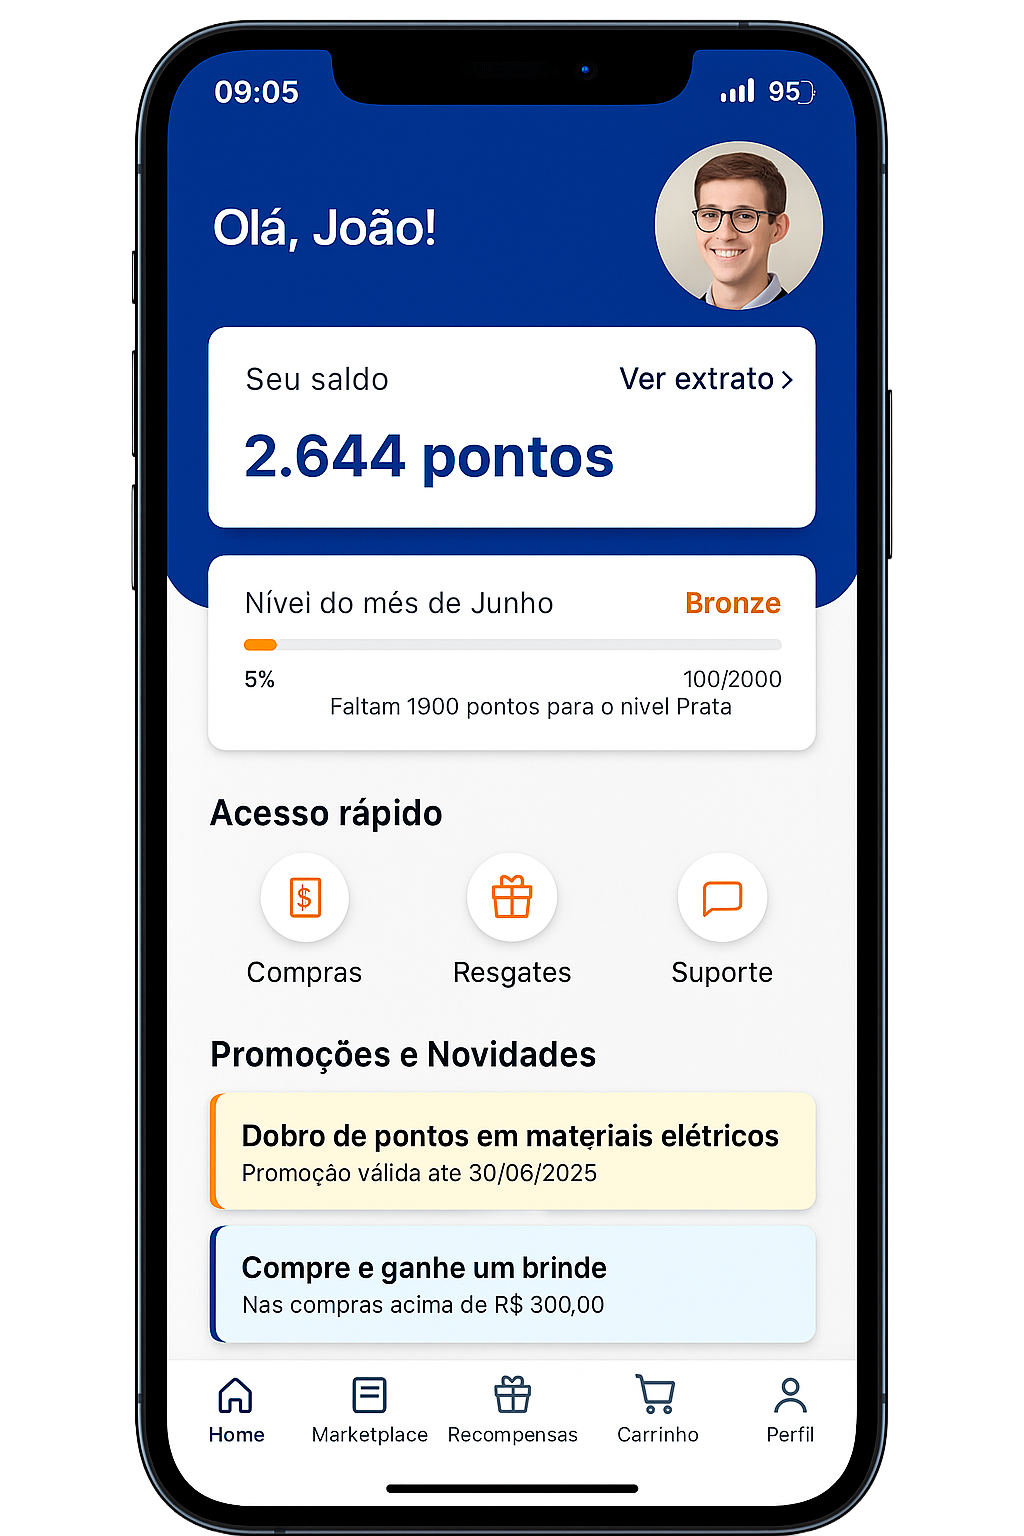 09:05
95
Olá, João!
Seu saldo
Ver extrato
2.644 pontos
Nívei do més de Junho
Bronze
5%
100/2000
Faltam 1900 pontos para o nivel Prata
Acesso rápido
$
Compras
Resgates
Suporte
Promoções e Novidades
Dobro de pontos em materiais elétricos
Promoção válida ate 30/06/2025
Compre e ganhe um brinde
Nas compras acima de R$ 300,00
Home
Marketplace
Recompensas
Carrinho
Perfil